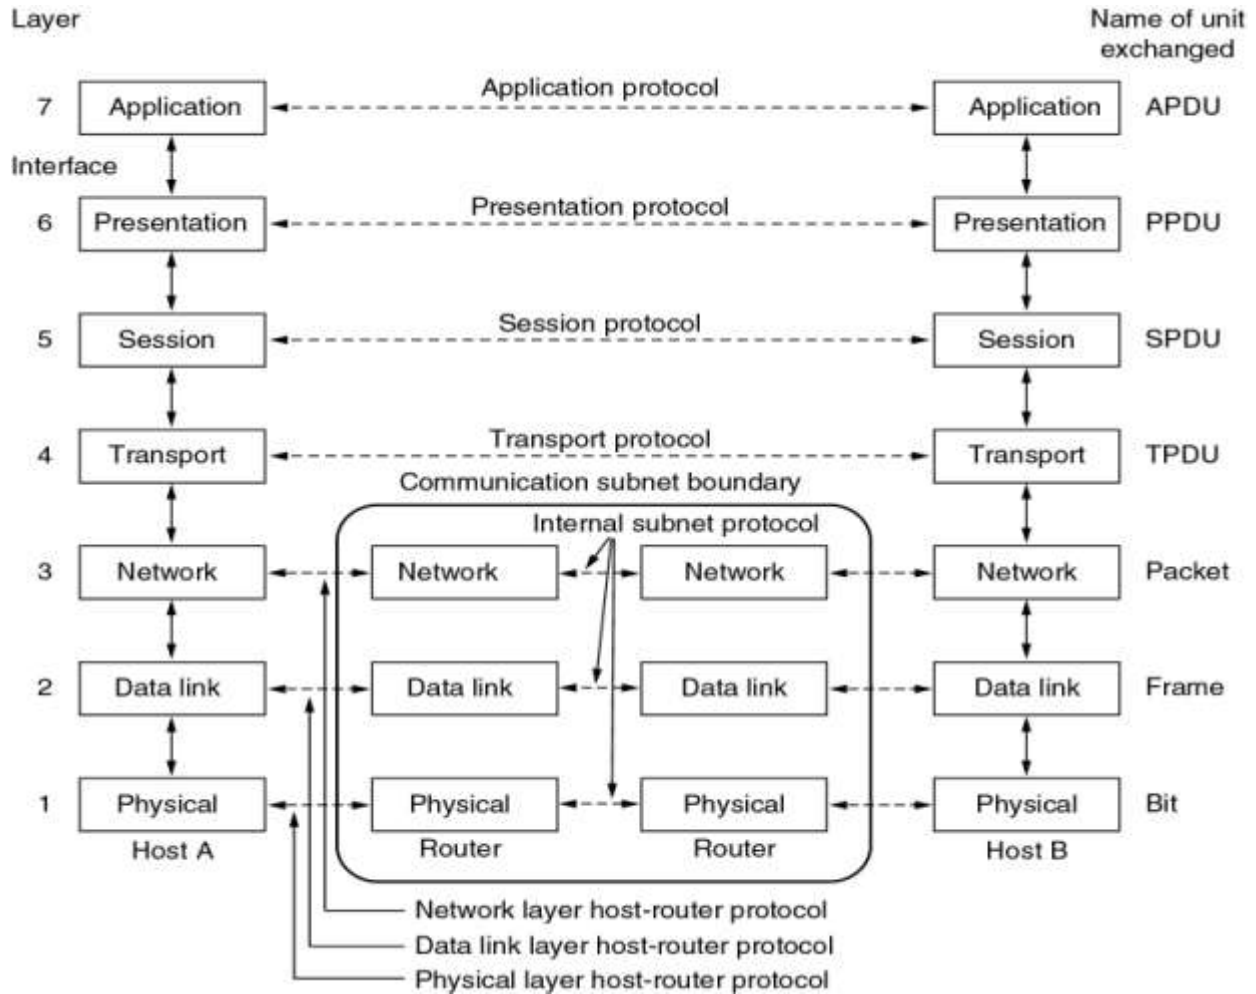 Layer
Name of unit
exchanged
7 Application Application protocol Application APDU
Interface
6 Presentation Presentation protocol Presentation PPDU
5 Session Session protocol Session SPDU
4 Transport Transport protocol Transport TPDU
Communication subnet boundary
Internal subnet protocol
3 Network Network Network Network Packet
2 Data link Data link Data link Data link Frame
1 Physical Physical Physical Physical Bit
Host A Router Router Host B
Network layer host-router protocol
Data link layer host-router protocol
Physical layer host-router protocol